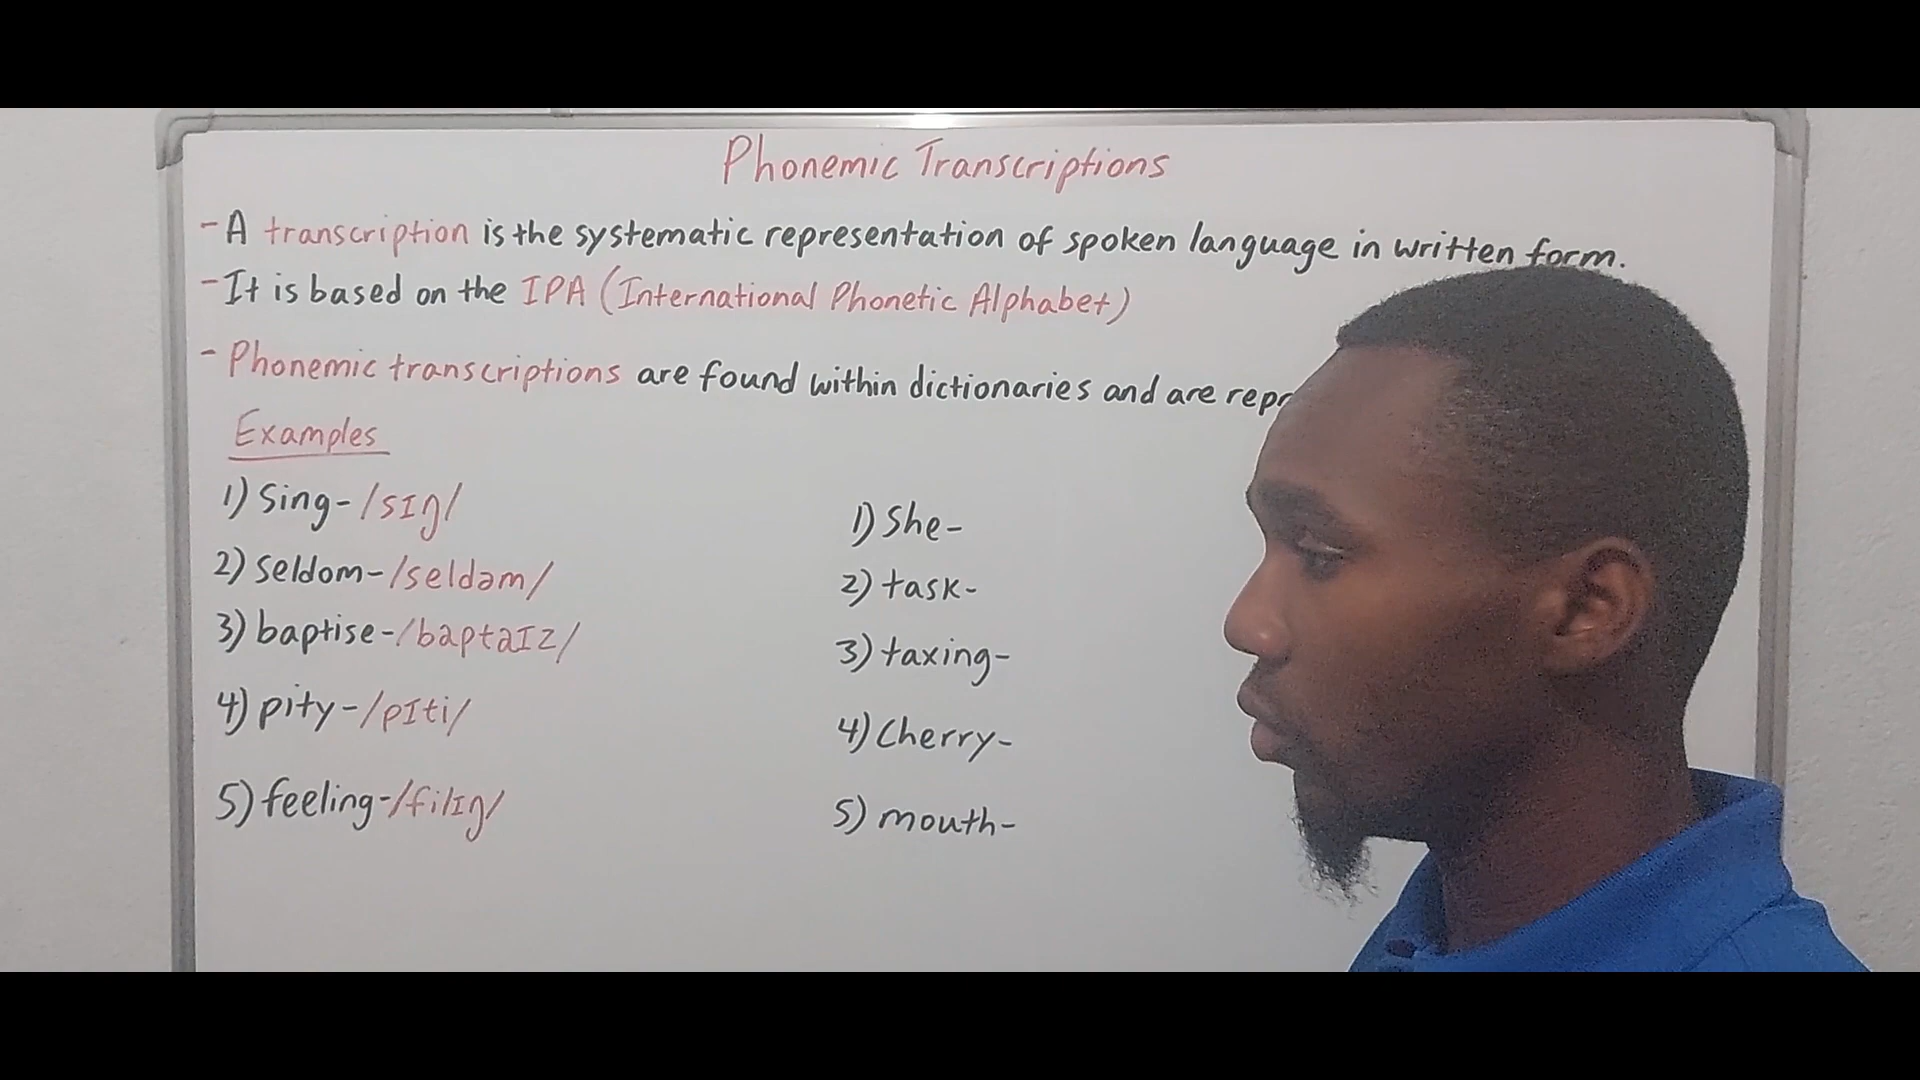 Phonemic Transcriptions
- A transcription is the systematic representation of spoken language in written form.
- It is based on the IPA (International Phonetic Alphabet)
- Phonemic transcriptions are found within dictionaries and are
Examples
1) Sing - /sɪŋ/
2) seldom - /seldəm/
3) baptise - /baptaɪz/
4) pity - /pɪti/
5) feeling - /filɪŋ/
1) She -
2) task -
3) taxing -
4) Cherry -
5) mouth -